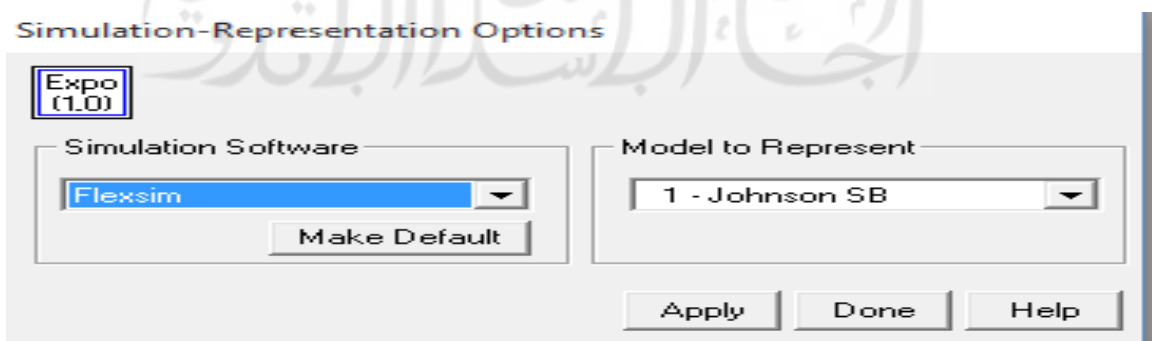 Simulation-Representation Options
Expo
(1.0)
Simulation Software
Flexsim
Make Default
Model to Represent
1 - Johnson SB
Apply
Done
Help